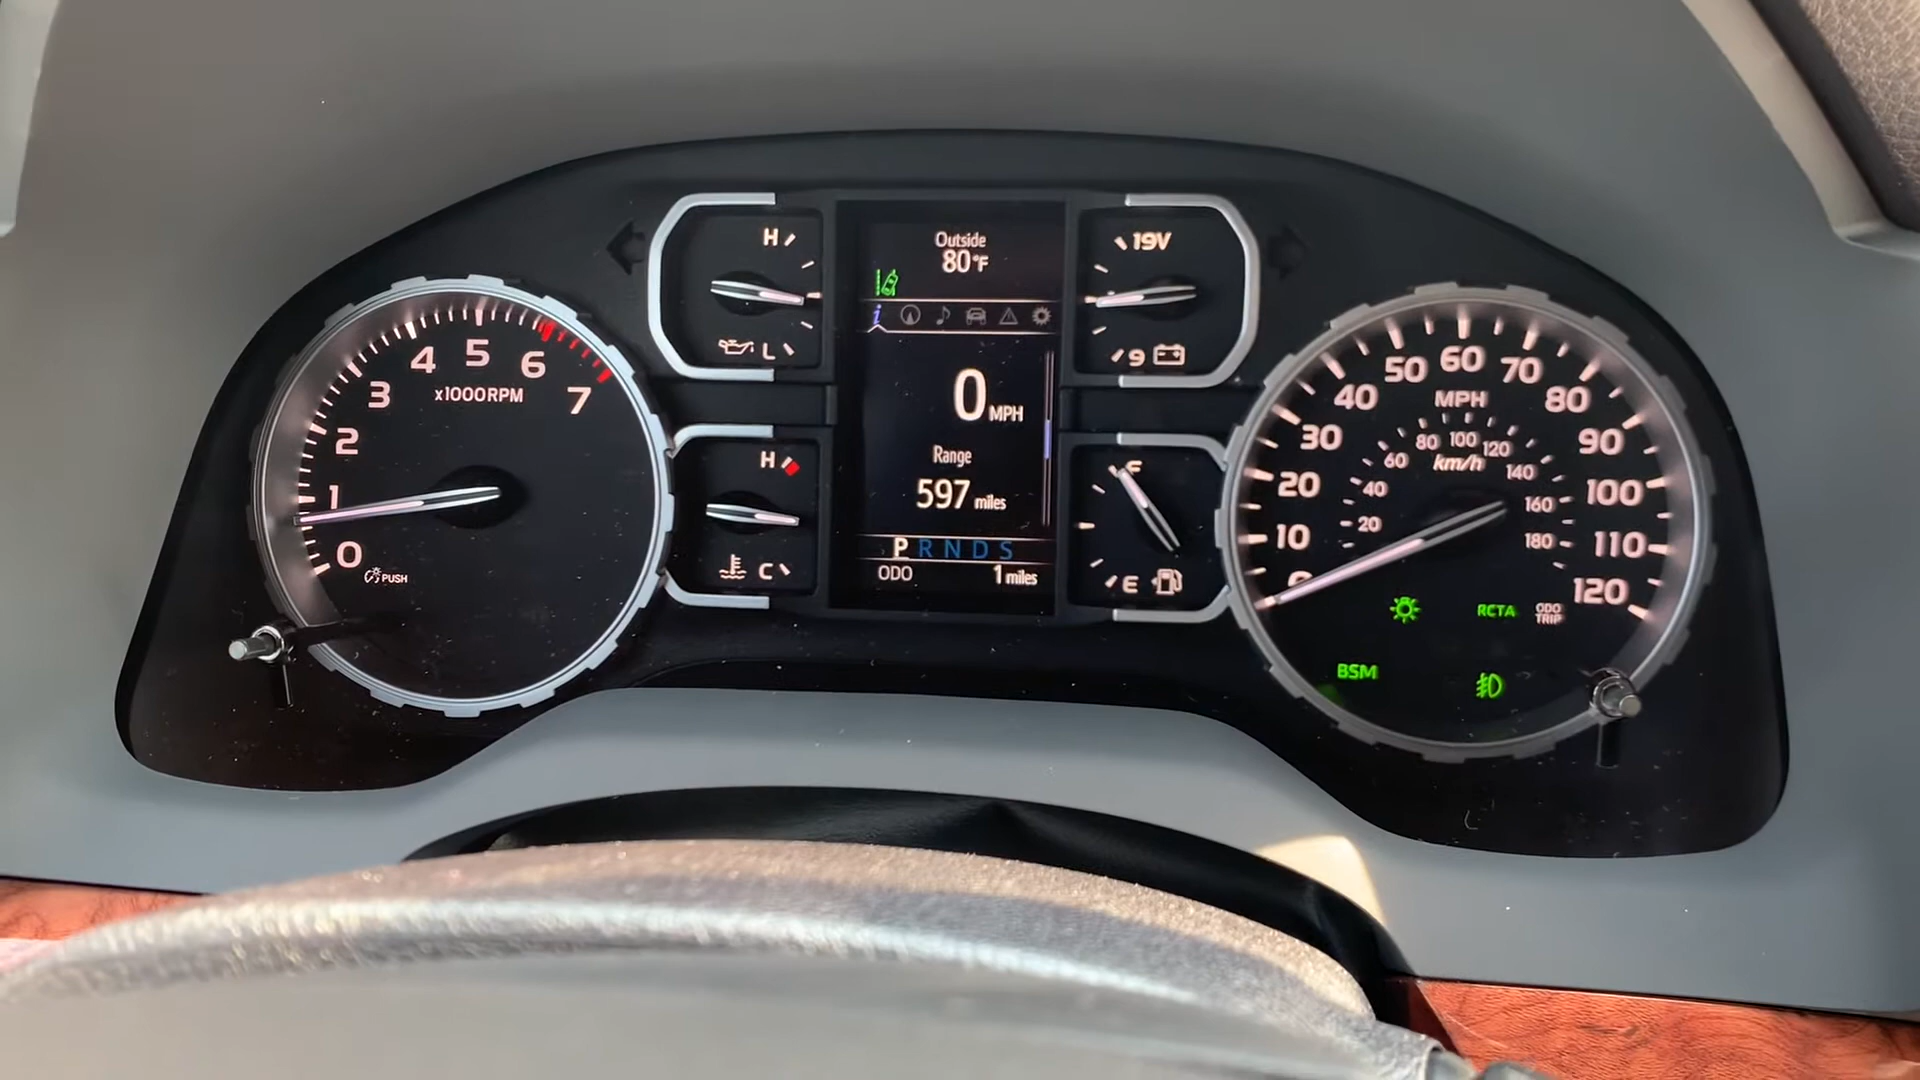 0
1
2
3
4
5
6
7
x1000RPM
PUSH
H
L
H
C
Outside
80°F
0 MPH
Range
597 miles
P R N D S
ODO 1 miles
19V
9
F
E
0
10
20
30
40
50
60
70
80
90
100
110
120
MPH
20
40
60
80
100
120
140
160
180
km/h
RCTA
ODO
TRIP
BSM